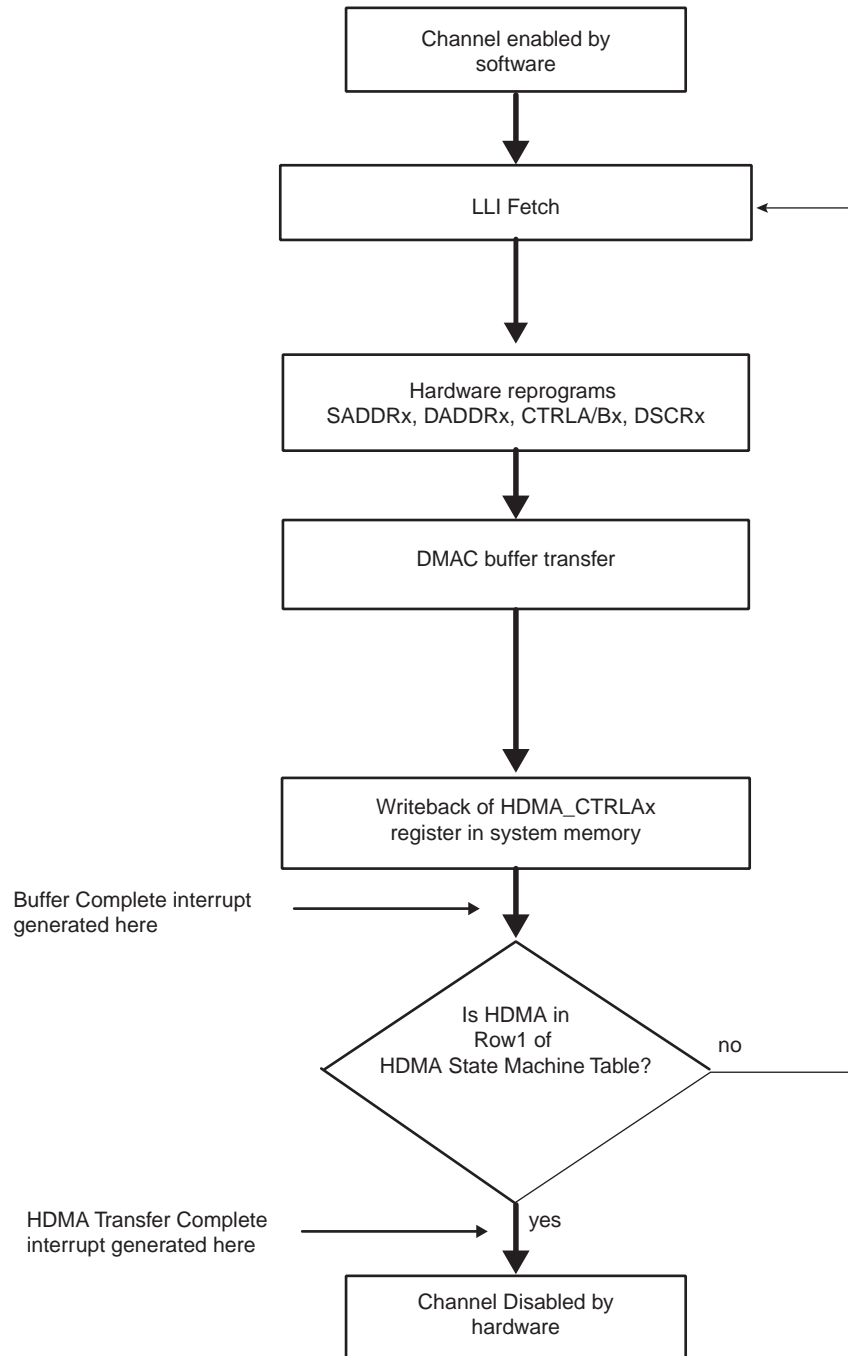 Channel enabled by
software
LLI Fetch
Hardware reprograms
SADDRx, DADDRx, CTRLA/Bx, DSCRx
DMAC buffer transfer
Writeback of HDMA_CTRLAx
register in system memory
Buffer Complete interrupt
generated here
Is HDMA in
Row1 of
HDMA State Machine Table?
no
HDMA Transfer Complete
interrupt generated here
yes
Channel Disabled by
hardware